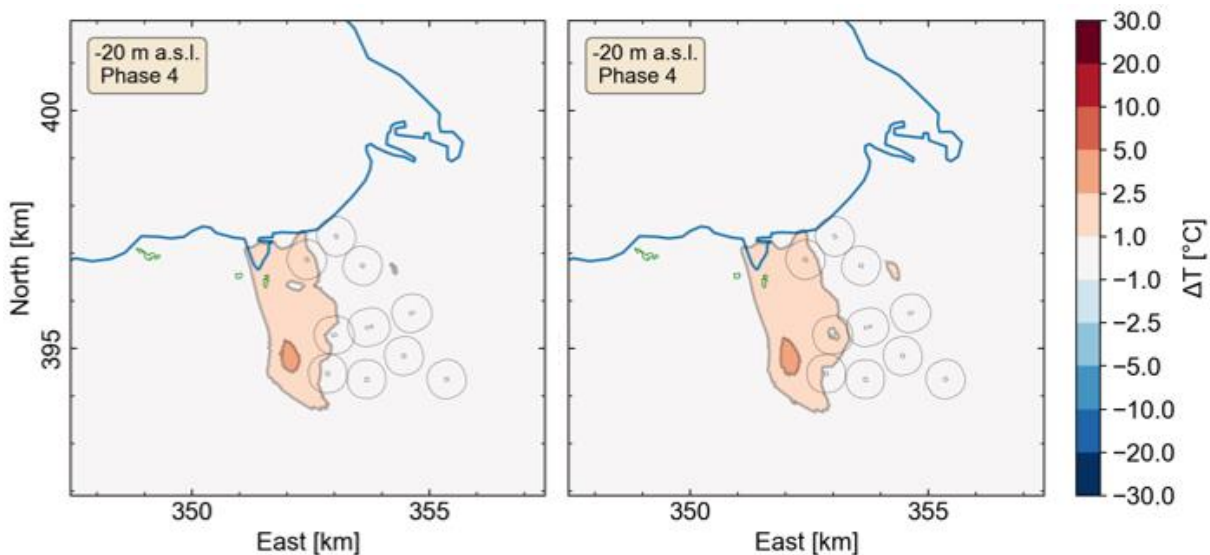 -20 m a.s.l.
Phase 4
-20 m a.s.l.
Phase 4
400
395
North [km]
350
355
East [km]
350
355
East [km]
30.0
20.0
10.0
5.0
2.5
1.0
-1.0
-2.5
-5.0
-10.0
-20.0
-30.0
ΔT [°C]